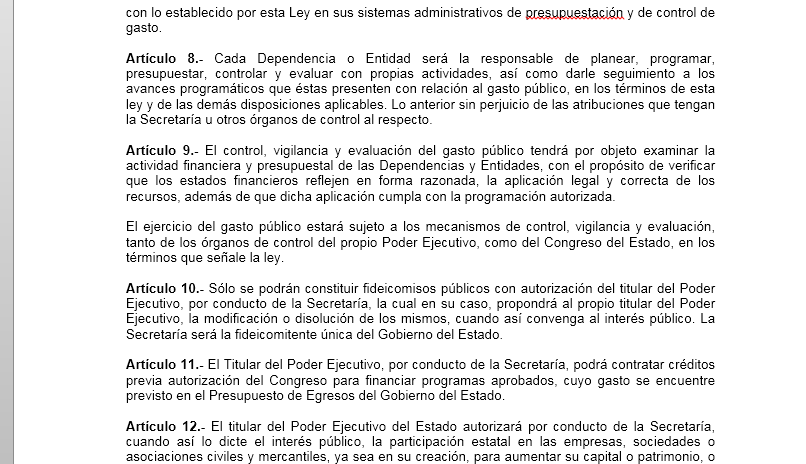 con lo establecido por esta Ley en sus sistemas administrativos de presupuestación y de control de
gasto.
Artículo 8.- Cada Dependencia o Entidad será la responsable de planear, programar,
presupuestar, controlar y evaluar con propias actividades, así como darle seguimiento a los
avances programáticos que éstas presenten con relación al gasto público, en los términos de esta
ley y de las demás disposiciones aplicables. Lo anterior sin perjuicio de las atribuciones que tengan
la Secretaría u otros órganos de control al respecto.
Artículo 9.- El control, vigilancia y evaluación del gasto público tendrá por objeto examinar la
actividad financiera y presupuestal de las Dependencias y Entidades, con el propósito de verificar
que los estados financieros reflejen en forma razonada, la aplicación legal y correcta de los
recursos, además de que dicha aplicación cumpla con la programación autorizada.
El ejercicio del gasto público estará sujeto a los mecanismos de control, vigilancia y evaluación,
tanto de los órganos de control del propio Poder Ejecutivo, como del Congreso del Estado, en los
términos que señale la ley.
Artículo 10.- Sólo se podrán constituir fideicomisos públicos con autorización del titular del Poder
Ejecutivo, por conducto de la Secretaría, la cual en su caso, propondrá al propio titular del Poder
Ejecutivo, la modificación o disolución de los mismos, cuando así convenga al interés público. La
Secretaría será la fideicomitente única del Gobierno del Estado.
Artículo 11.- El Titular del Poder Ejecutivo, por conducto de la Secretaría, podrá contratar créditos
previa autorización del Congreso para financiar programas aprobados, cuyo gasto se encuentre
previsto en el Presupuesto de Egresos del Gobierno del Estado.
Artículo 12.- El titular del Poder Ejecutivo del Estado autorizará por conducto de la Secretaría,
cuando así lo dicte el interés público, la participación estatal en las empresas, sociedades o
asociaciones civiles y mercantiles, ya sea en su creación, para aumentar su capital o patrimonio, o